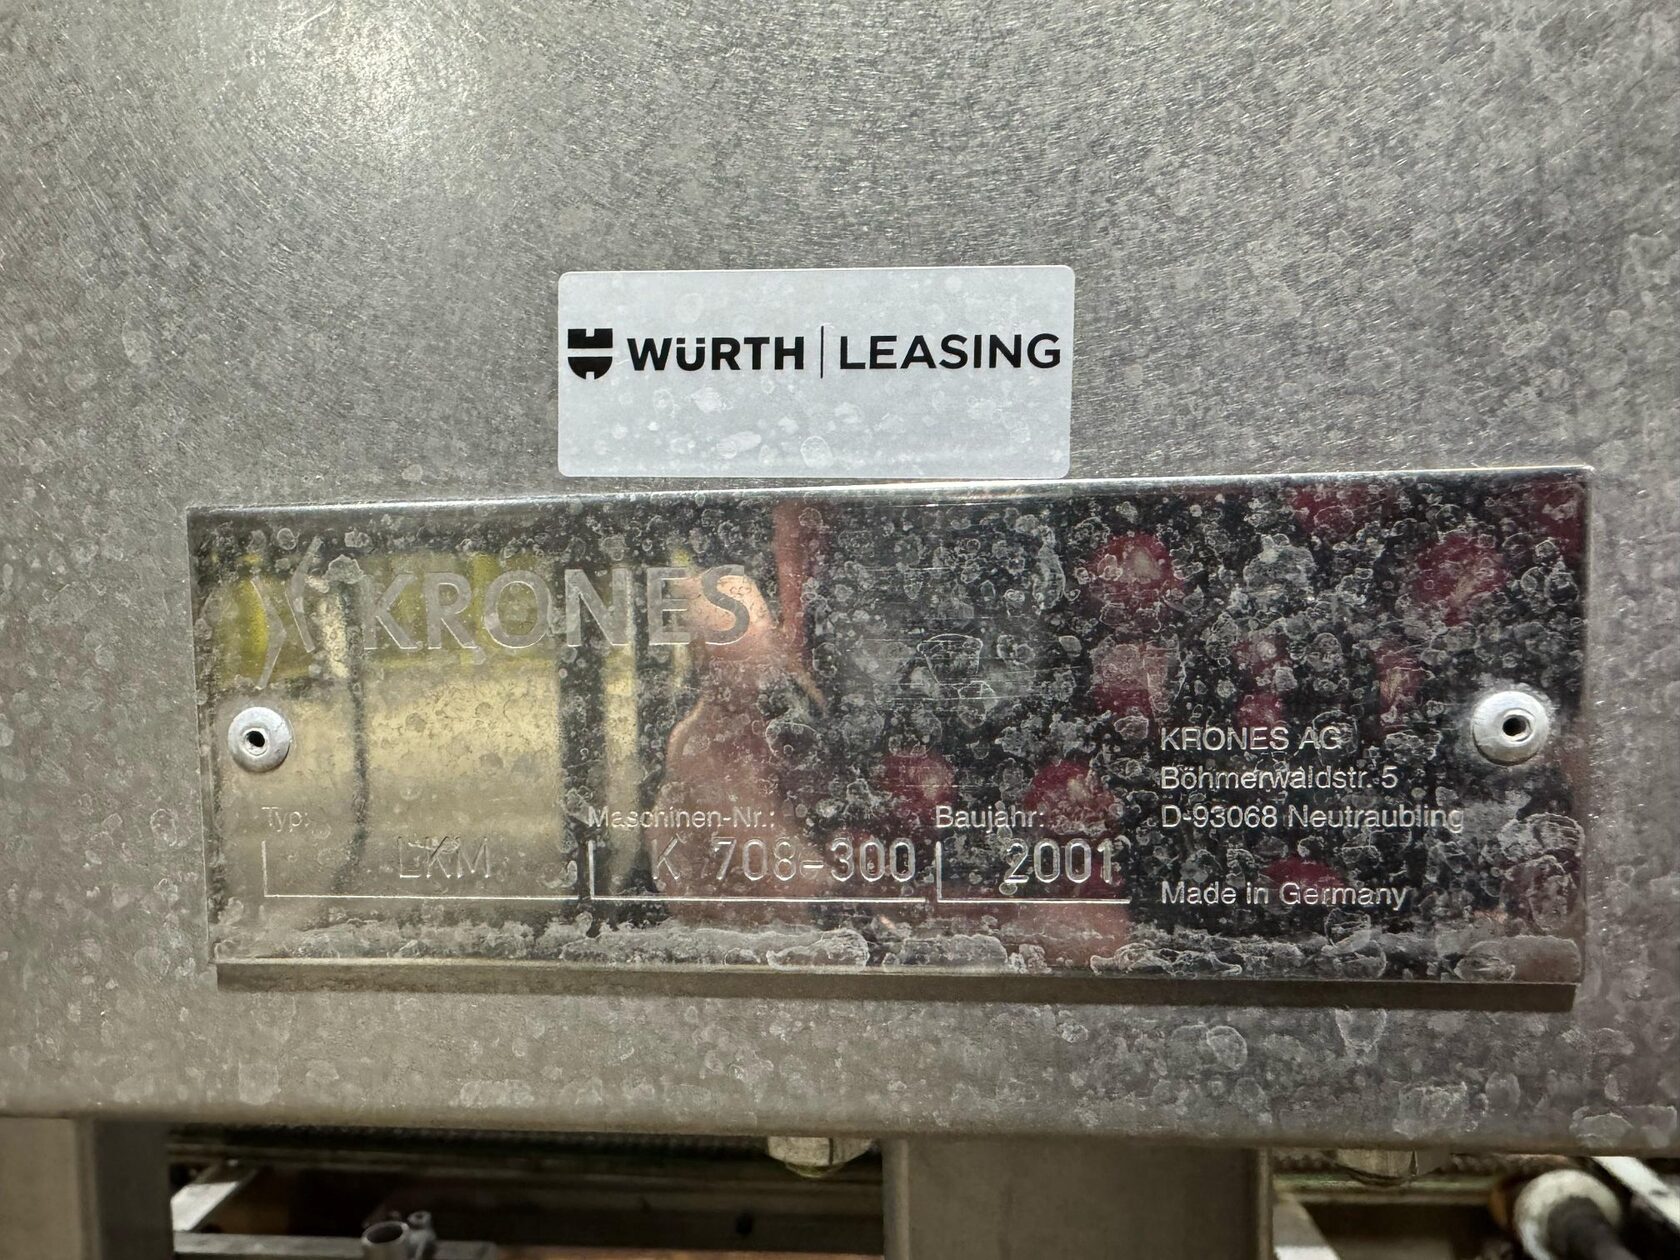 WÜRTH | LEASING
KRONES
KRONES AG
Böhmerwaldstr. 5
D-93068 Neutraubling
Made in Germany
Typ:
LKM
Maschinen-Nr.:
K 708-300
Baujahr:
2001